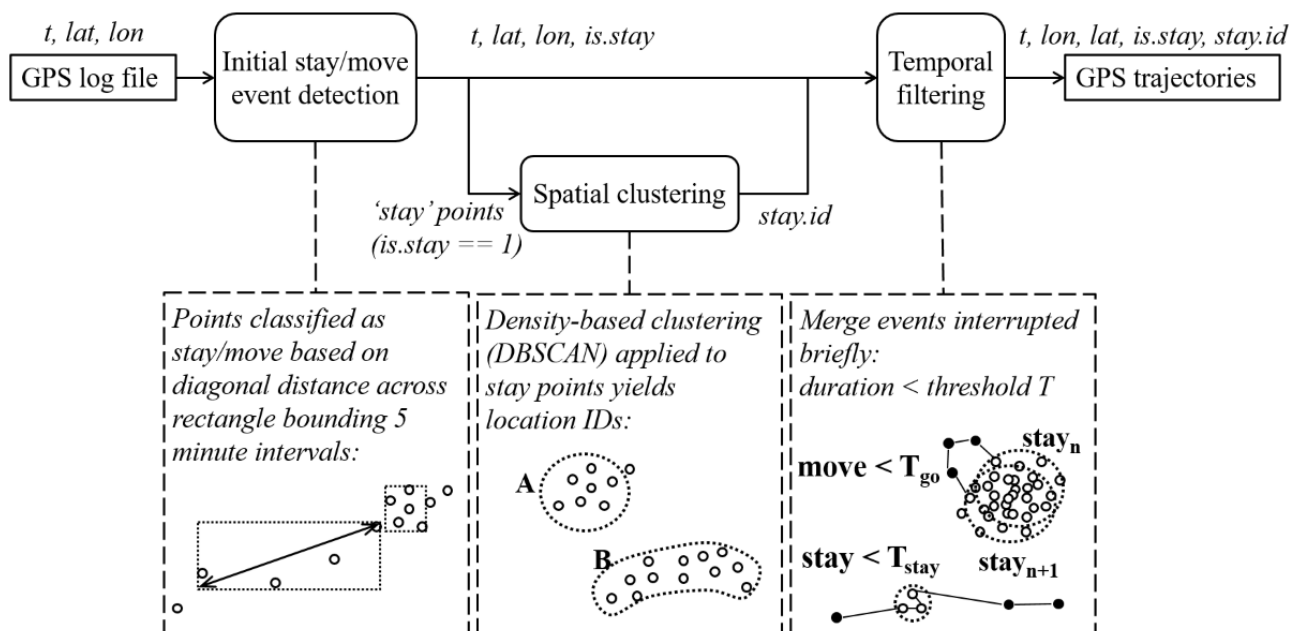 t, lat, lon
GPS log file
Initial stay/move
event detection
t, lat, lon, is.stay
Temporal
filtering
t, lon, lat, is.stay, stay.id
GPS trajectories
‘stay’ points
(is.stay == 1)
Spatial clustering
stay.id
Points classified as
stay/move based on
diagonal distance across
rectangle bounding 5
minute intervals:
Density-based clustering
(DBSCAN) applied to
stay points yields
location IDs:
A
B
Merge events interrupted
briefly:
duration < threshold T
move < Tgo
stayn
stayn+1
stay < Tstay